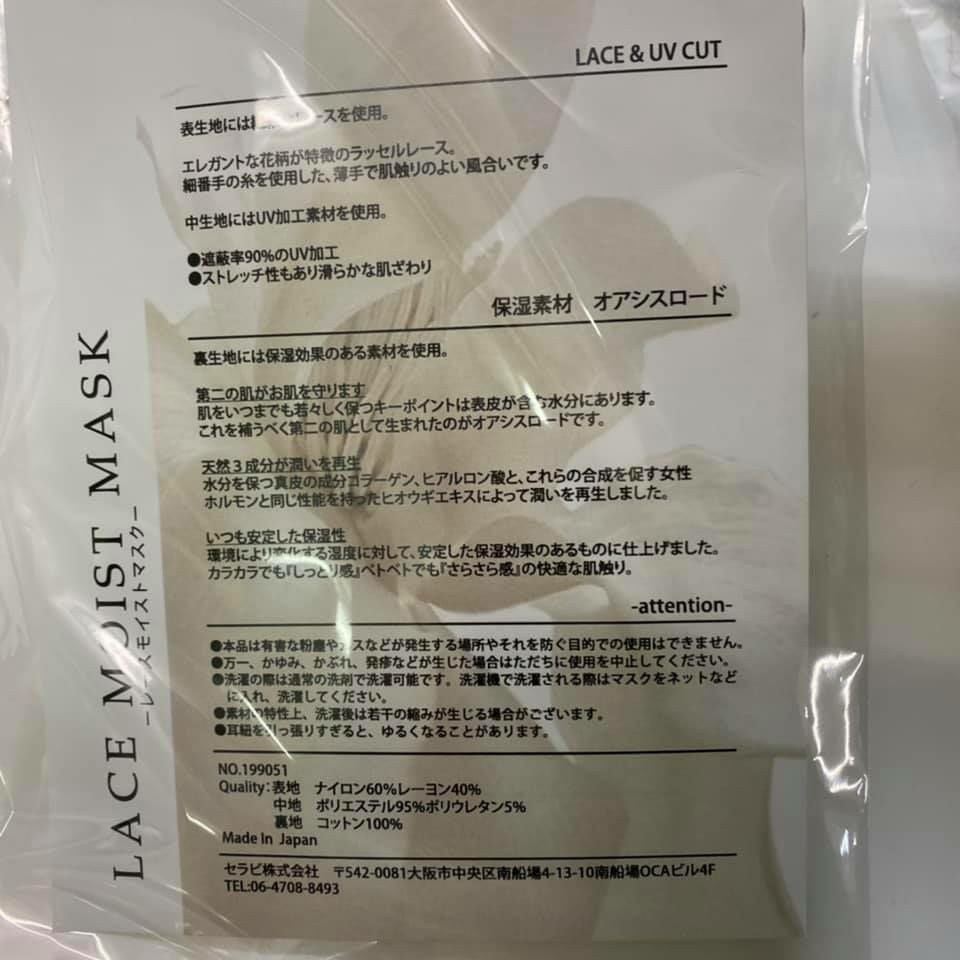 LACE & UV CUT
表生地には ースを使用。
エレガントな花柄が特徴のラッセルレース。
細番手の糸を使用した、薄手で肌触りのよい風合いです。
中生地にはUV加工素材を使用。
●遮蔽率90%のUV加工
●ストレッチ性もあり滑らかな肌ざわり
保湿素材 オアシスロード
裏生地には保湿効果のある素材を使用。
第二の肌がお肌を守ります
肌をいつまでも若々しく保つキーポイントは表皮が含む水分にあります。
これを補うべく第二の肌として生まれたのがオアシスロードです。
天然3成分が潤いを再生
水分を保つ真皮の成分コラーゲン、ヒアルロン酸と、これらの合成を促す女性
ホルモンと同じ性能を持ったヒオウギエキスによって潤いを再生しました。
いつも安定した保湿性
環境により変化する湿度に対して、安定した保湿効果のあるものに仕上げました。
カラカラでも『しっとり感』ベトベトでも『さらさら感』の快適な肌触り。
-attention-
●本品は有害な粉塵やガスなどが発生する場所やそれを防ぐ目的での使用はできません。
●万一、かゆみ、かぶれ、発疹などが生じた場合はただちに使用を中止してください。
●洗濯の際は通常の洗剤で洗濯可能です。洗濯機で洗濯される際はマスクをネットなど
に入れ、洗濯してください。
●素材の特性上、洗濯後は若干の縮みが生じる場合がございます。
●耳紐を引っ張りすぎると、ゆるくなることがあります。
NO.199051
Quality:表地 ナイロン60%レーヨン40%
中地 ポリエステル95%ポリウレタン5%
裏地 コットン100%
Made In Japan
セラビ株式会社 〒542-0081大阪市中央区南船場4-13-10南船場OCAビル4F
TEL:06-4708-8493
LACE MOIST MASK
―レースモイストマスク―